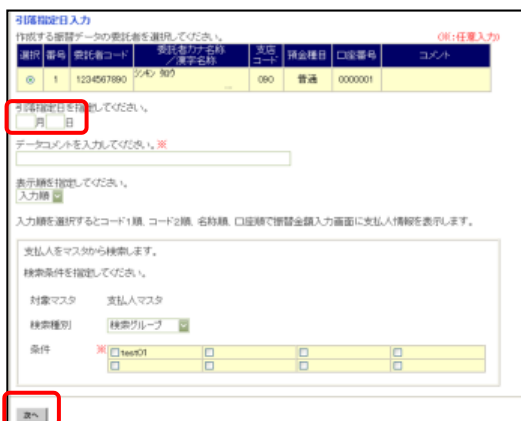 引落指定日入力
作成する振替データの委託者を選択してください。 (※:任意入力)
選択 番号 委託者コード 委託者カナ名称／漢字名称 支店コード 預金種目 口座番号 コメント
1 1234567890 090 普通 0000001
引落指定日を指定してください。
月 日
データコメントを入力してください。※
表示順を指定してください。
入力順
入力順を選択するとコード1順、コード2順、名称順、口座順で振替金額入力画面に支払人情報を表示します。
支払人をマスタから検索します。
検索条件を指定してください。
対象マスタ 支払人マスタ
検索種別 検索グループ
条件 ※ test01
次へ